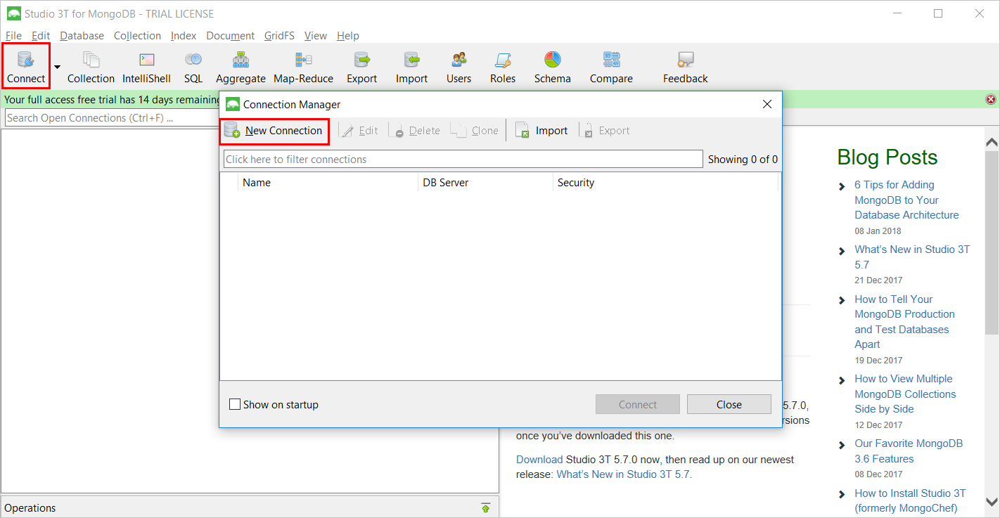 Studio 3T for MongoDB - TRIAL LICENSE
File Edit Database Collection Index Document GridFS View Help
Connect Collection IntelliShell SQL Aggregate Map-Reduce Export Import Users Roles Schema Compare Feedback
Your full access free trial has 14 days remaining
Search Open Connections (Ctrl+F) ...
Connection Manager
New Connection Edit Delete Clone Import Export
Click here to filter connections
Showing 0 of 0
Name DB Server Security
Show on startup
Connect Close
5.7.0,
rsions
once you've downloaded this one.
Download Studio 3T 5.7.0 now, then read up on our newest
release: What's New in Studio 3T 5.7.
Blog Posts
6 Tips for Adding
MongoDB to Your
Database Architecture
08 Jan 2018
What's New in Studio 3T
5.7
21 Dec 2017
How to Tell Your
MongoDB Production
and Test Databases
Apart
19 Dec 2017
How to View Multiple
MongoDB Collections
Side by Side
12 Dec 2017
Our Favorite MongoDB
3.6 Features
08 Dec 2017
How to Install Studio 3T
(formerly MongoChef)
Operations